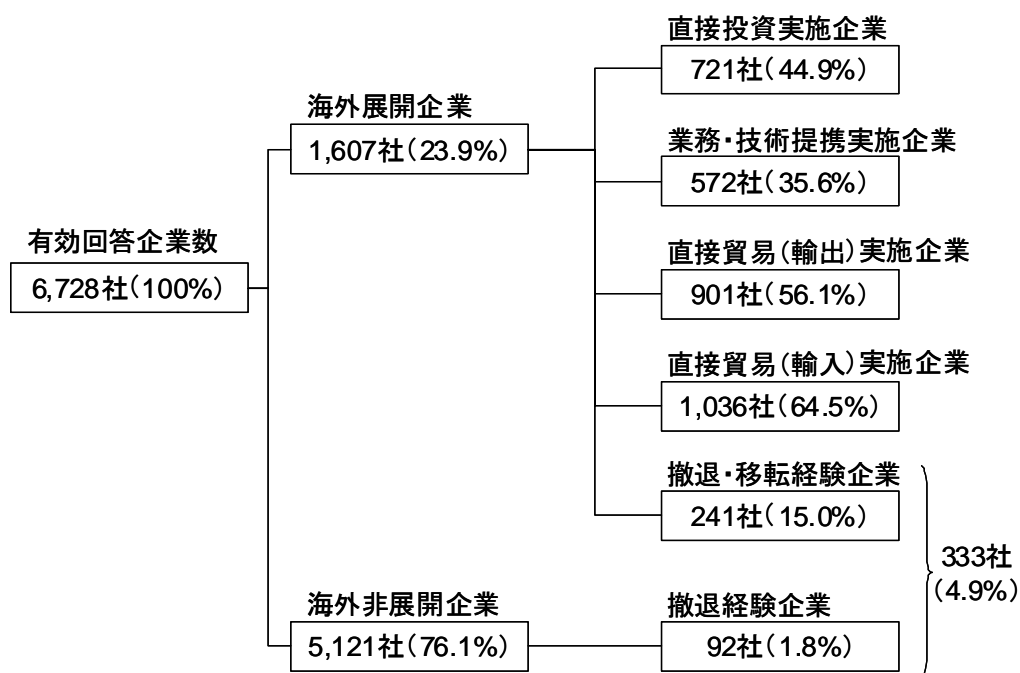 有効回答企業数
6,728社(100%)
海外展開企業
1,607社(23.9%)
直接投資実施企業
721社(44.9%)
業務・技術提携実施企業
572社(35.6%)
直接貿易(輸出)実施企業
901社(56.1%)
直接貿易(輸入)実施企業
1,036社(64.5%)
撤退・移転経験企業
241社(15.0%)
海外非展開企業
5,121社(76.1%)
撤退経験企業
92社(1.8%)
333社
(4.9%)